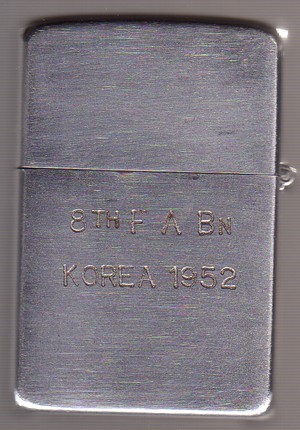 8TH F A BN
KOREA 1952